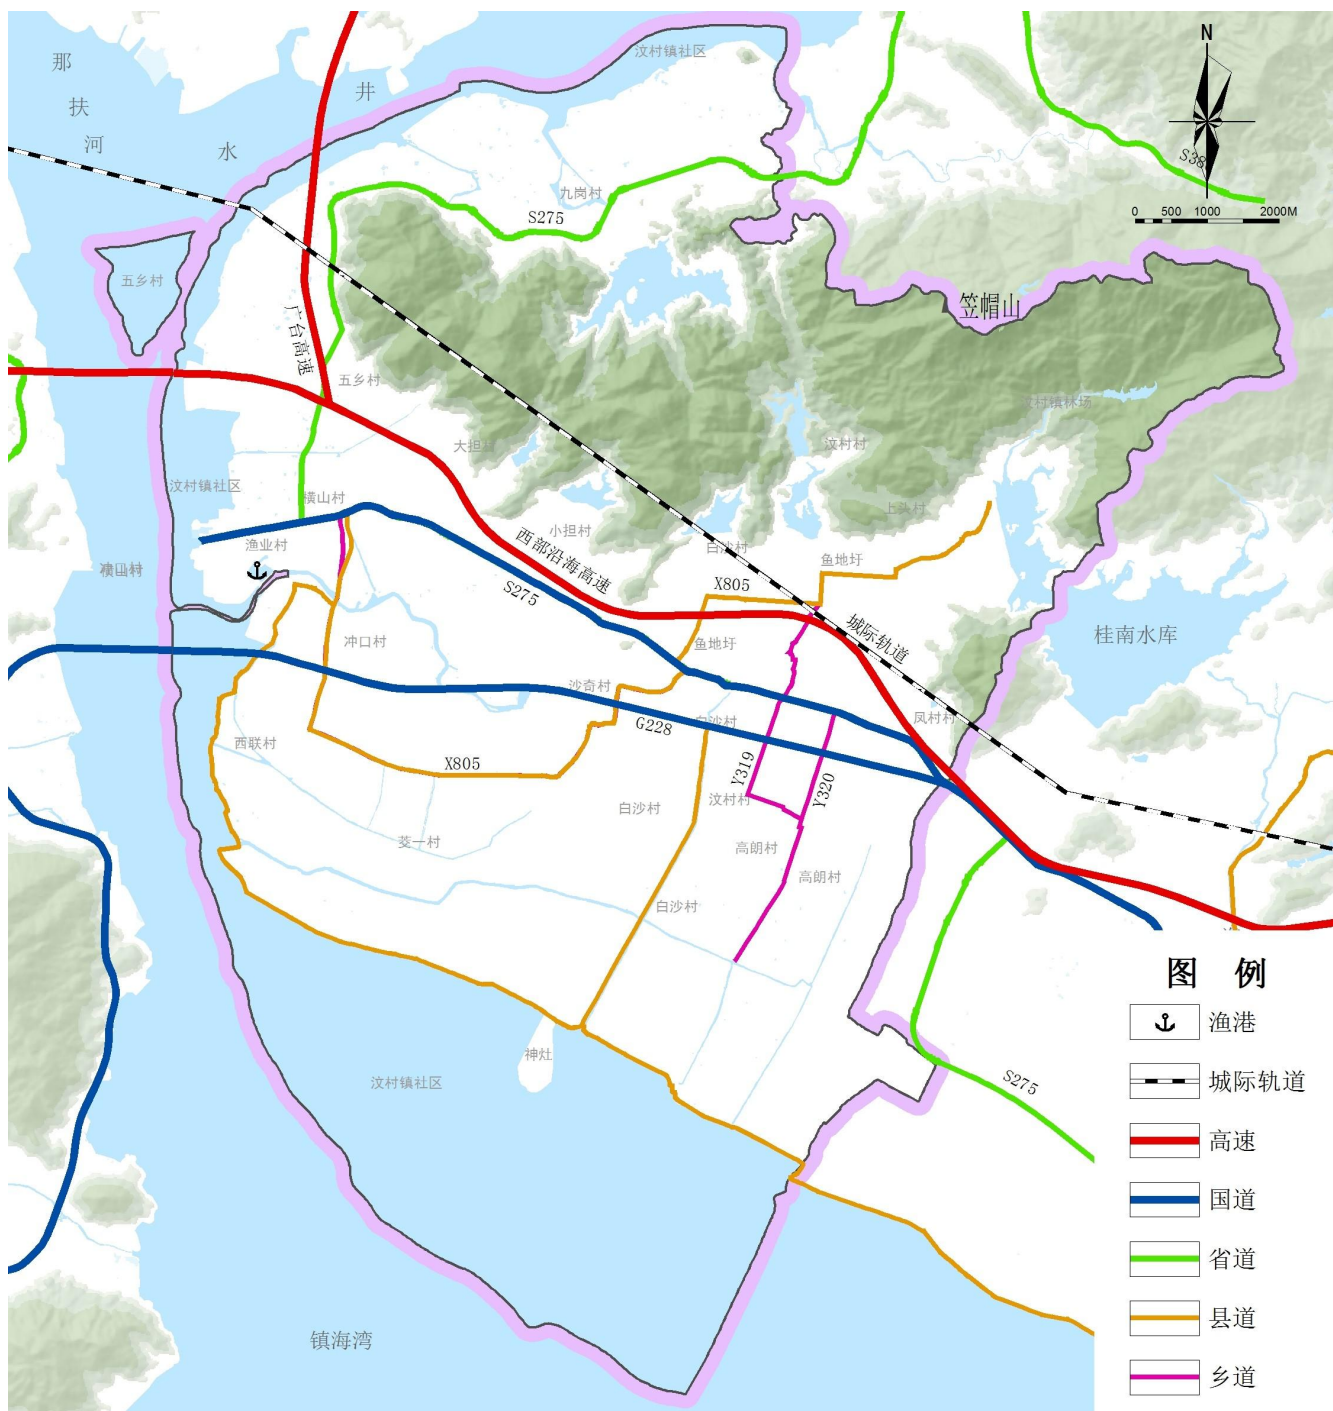 汶村镇社区
N
那
扶
河
井
水
S38
九岗村
S275
0 500 1000 2000M
五乡村
笠帽山
广台高速
五乡村
汶村镇林场
大担村
汶村村
汶村镇社区
横山村
上头村
小担村
渔业村
白沙村
鱼地圩
西部沿海高速
X805
S275
城际轨道
桂南水库
冲口村
鱼地圩
沙奇村
凤村村
白沙村
G228
西联村
X805
Y319
Y320
汶村村
白沙村
茭一村
高朗村
高朗村
白沙村
神灶
汶村镇社区
S275
镇海湾
图 例
渔港
城际轨道
高速
国道
省道
县道
乡道